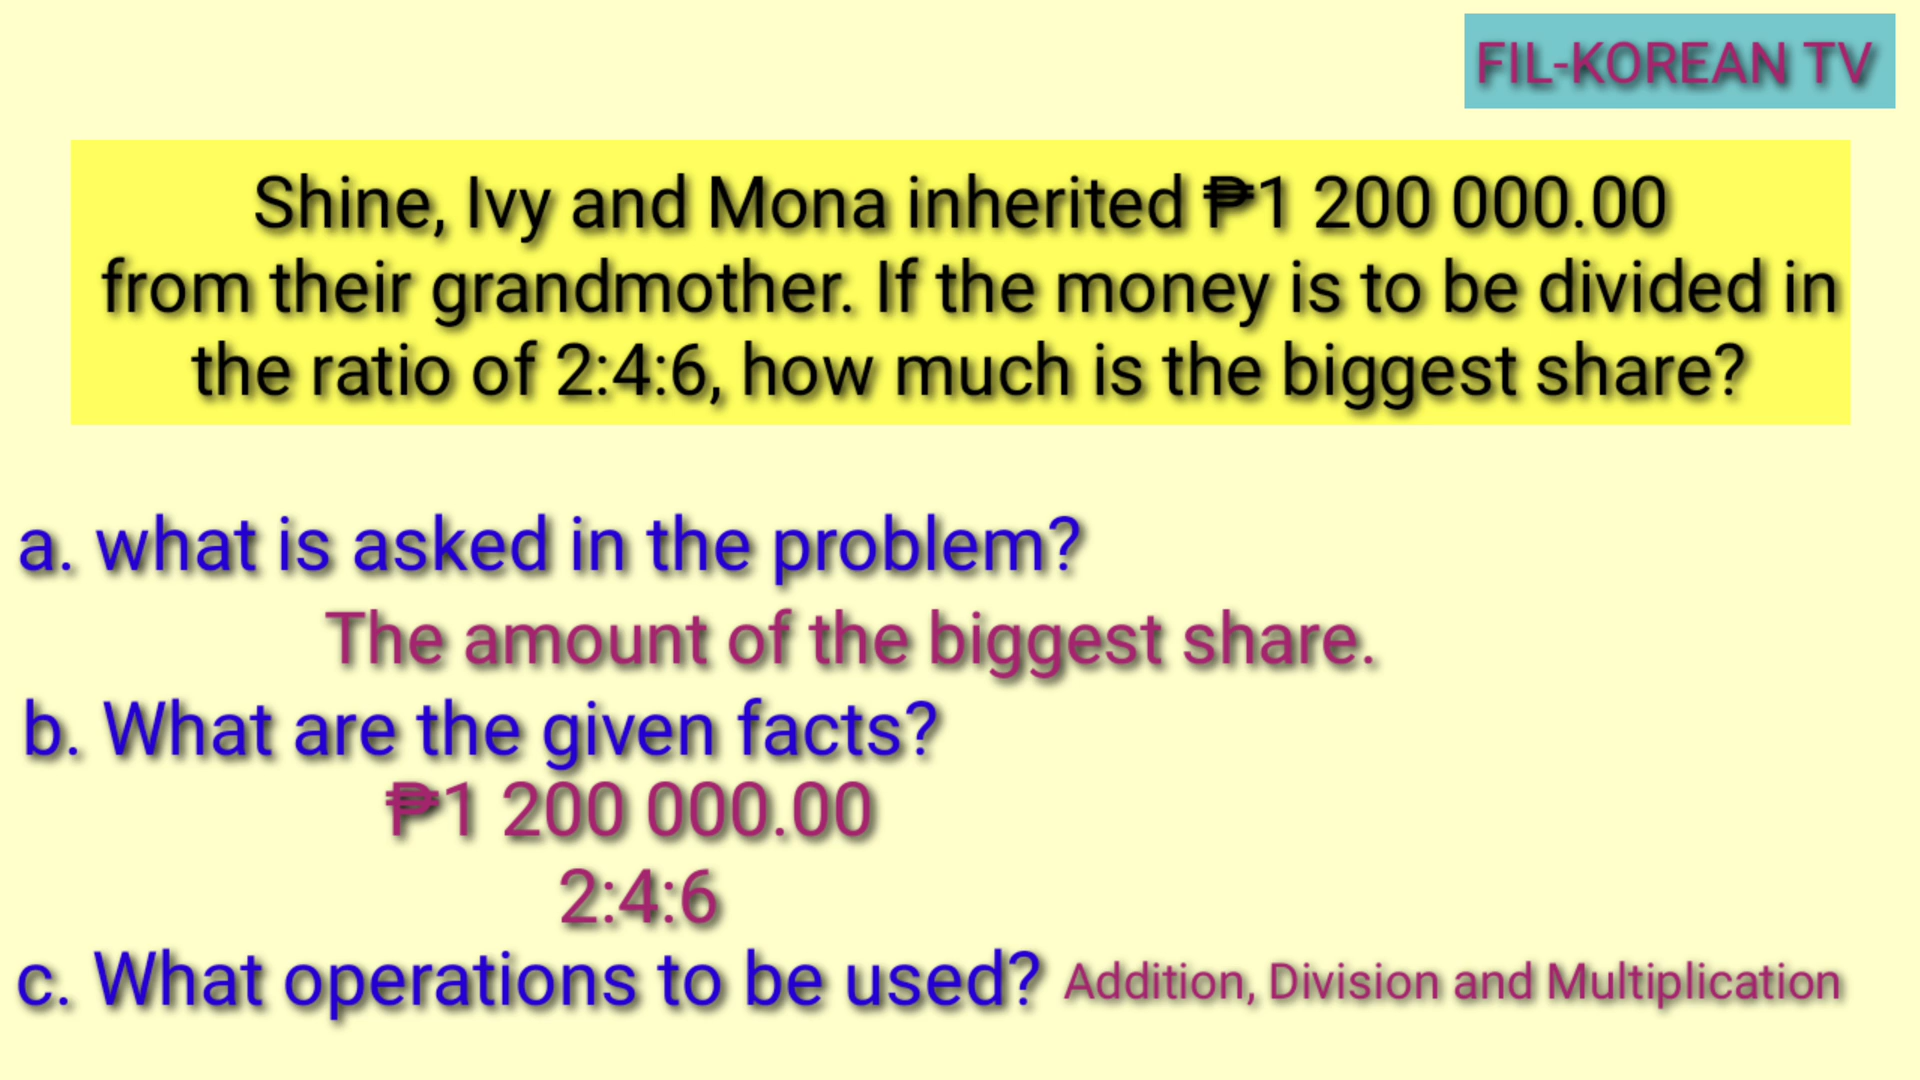 FIL-KOREAN TV
Shine, Ivy and Mona inherited ₱1 200 000.00
from their grandmother. If the money is to be divided in
the ratio of 2:4:6, how much is the biggest share?
a. what is asked in the problem?
The amount of the biggest share.
b. What are the given facts?
₱1 200 000.00
2:4:6
c. What operations to be used? Addition, Division and Multiplication